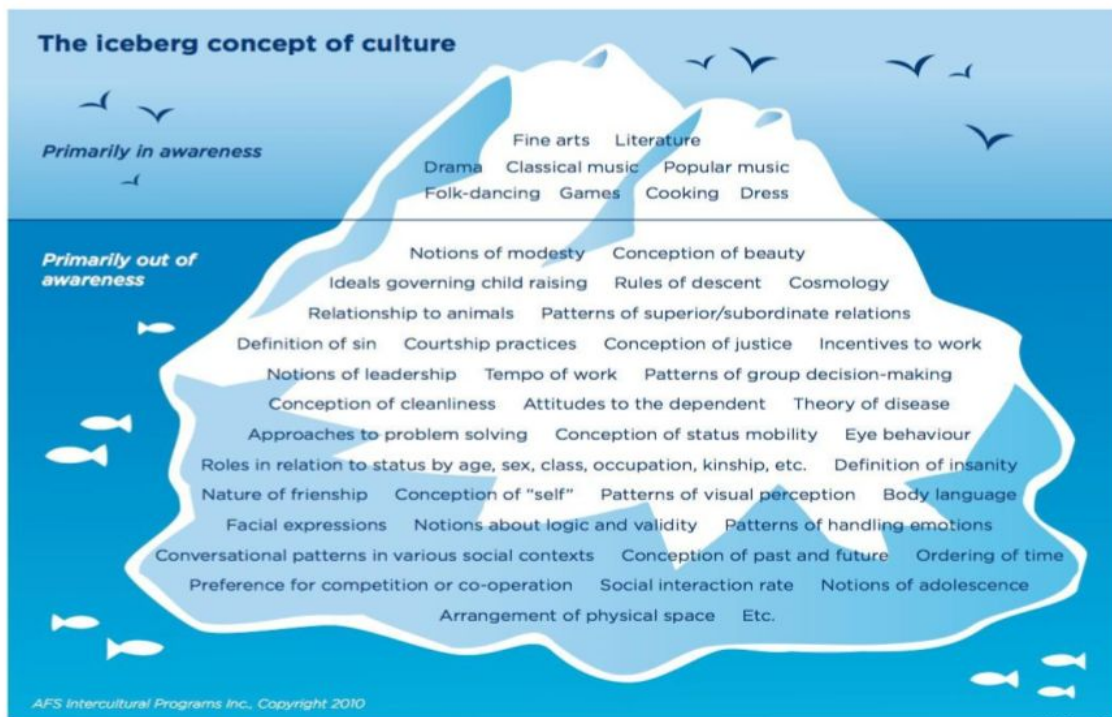 The iceberg concept of culture
Primarily in awareness
Fine arts Literature
Drama Classical music Popular music
Folk-dancing Games Cooking Dress
Primarily out of
awareness
Notions of modesty Conception of beauty
Ideals governing child raising Rules of descent Cosmology
Relationship to animals Patterns of superior/subordinate relations
Definition of sin Courtship practices Conception of justice Incentives to work
Notions of leadership Tempo of work Patterns of group decision-making
Conception of cleanliness Attitudes to the dependent Theory of disease
Approaches to problem solving Conception of status mobility Eye behaviour
Roles in relation to status by age, sex, class, occupation, kinship, etc. Definition of insanity
Nature of frienship Conception of "self" Patterns of visual perception Body language
Facial expressions Notions about logic and validity Patterns of handling emotions
Conversational patterns in various social contexts Conception of past and future Ordering of time
Preference for competition or co-operation Social interaction rate Notions of adolescence
Arrangement of physical space Etc.
AFS Intercultural Programs Inc., Copyright 2010